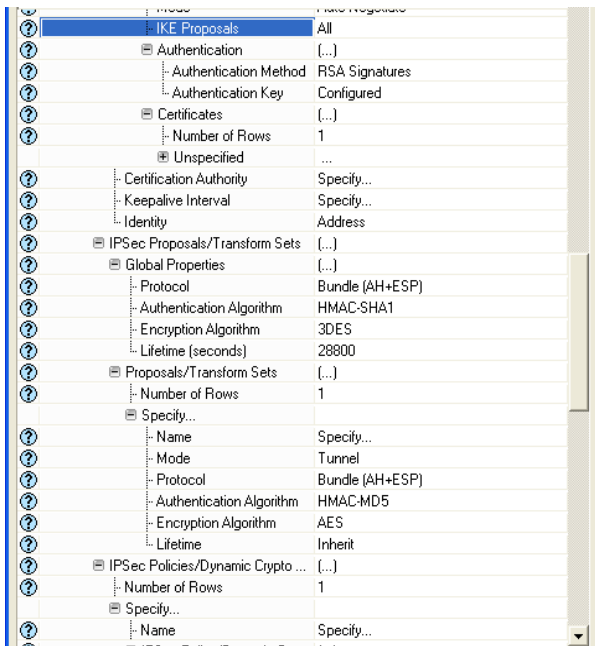 IKE Proposals All
Authentication (...)
Authentication Method RSA Signatures
Authentication Key Configured
Certificates (...)
Number of Rows 1
Unspecified ...
Certification Authority Specify...
Keepalive Interval Specify...
Identity Address
IPSec Proposals/Transform Sets (...)
Global Properties (...)
Protocol Bundle (AH+ESP)
Authentication Algorithm HMAC-SHA1
Encryption Algorithm 3DES
Lifetime (seconds) 28800
Proposals/Transform Sets (...)
Number of Rows 1
Specify...
Name Specify...
Mode Tunnel
Protocol Bundle (AH+ESP)
Authentication Algorithm HMAC-MD5
Encryption Algorithm AES
Lifetime Inherit
IPSec Policies/Dynamic Crypto ... (...)
Number of Rows 1
Specify...
Name Specify...